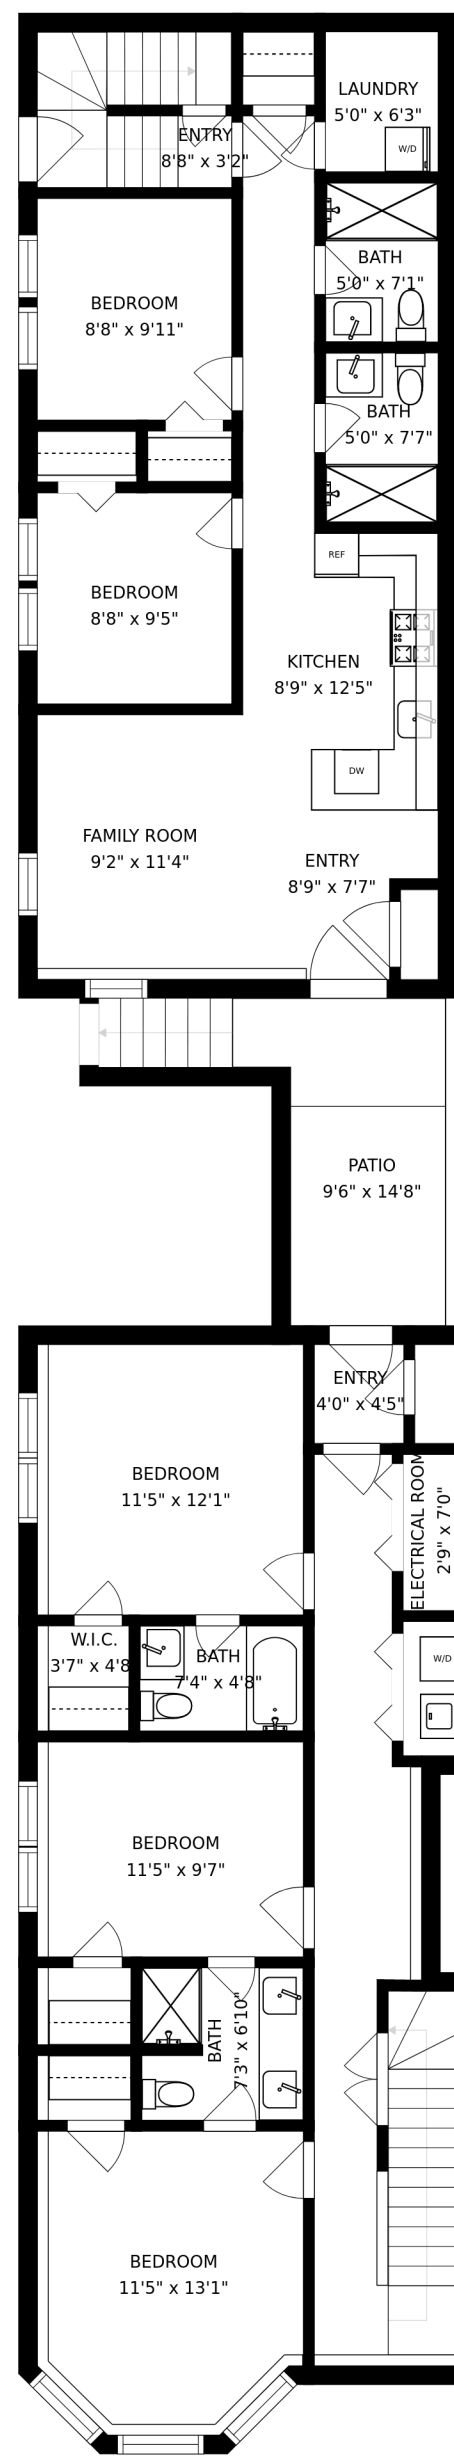 LAUNDRY
5'0" x 6'3"
W/D
ENTRY
8'8" x 3'2"
BATH
5'0" x 7'1"
BEDROOM
8'8" x 9'11"
BATH
5'0" x 7'7"
REF
BEDROOM
8'8" x 9'5"
KITCHEN
8'9" x 12'5"
DW
FAMILY ROOM
9'2" x 11'4"
ENTRY
8'9" x 7'7"
PATIO
9'6" x 14'8"
ENTRY
4'0" x 4'5"
BEDROOM
11'5" x 12'1"
ELECTRICAL ROOM
2'9" x 7'0"
W.I.C.
3'7" x 4'8
BATH
7'4" x 4'8"
W/D
BEDROOM
11'5" x 9'7"
BATH
7'3" x 6'10"
BEDROOM
11'5" x 13'1"